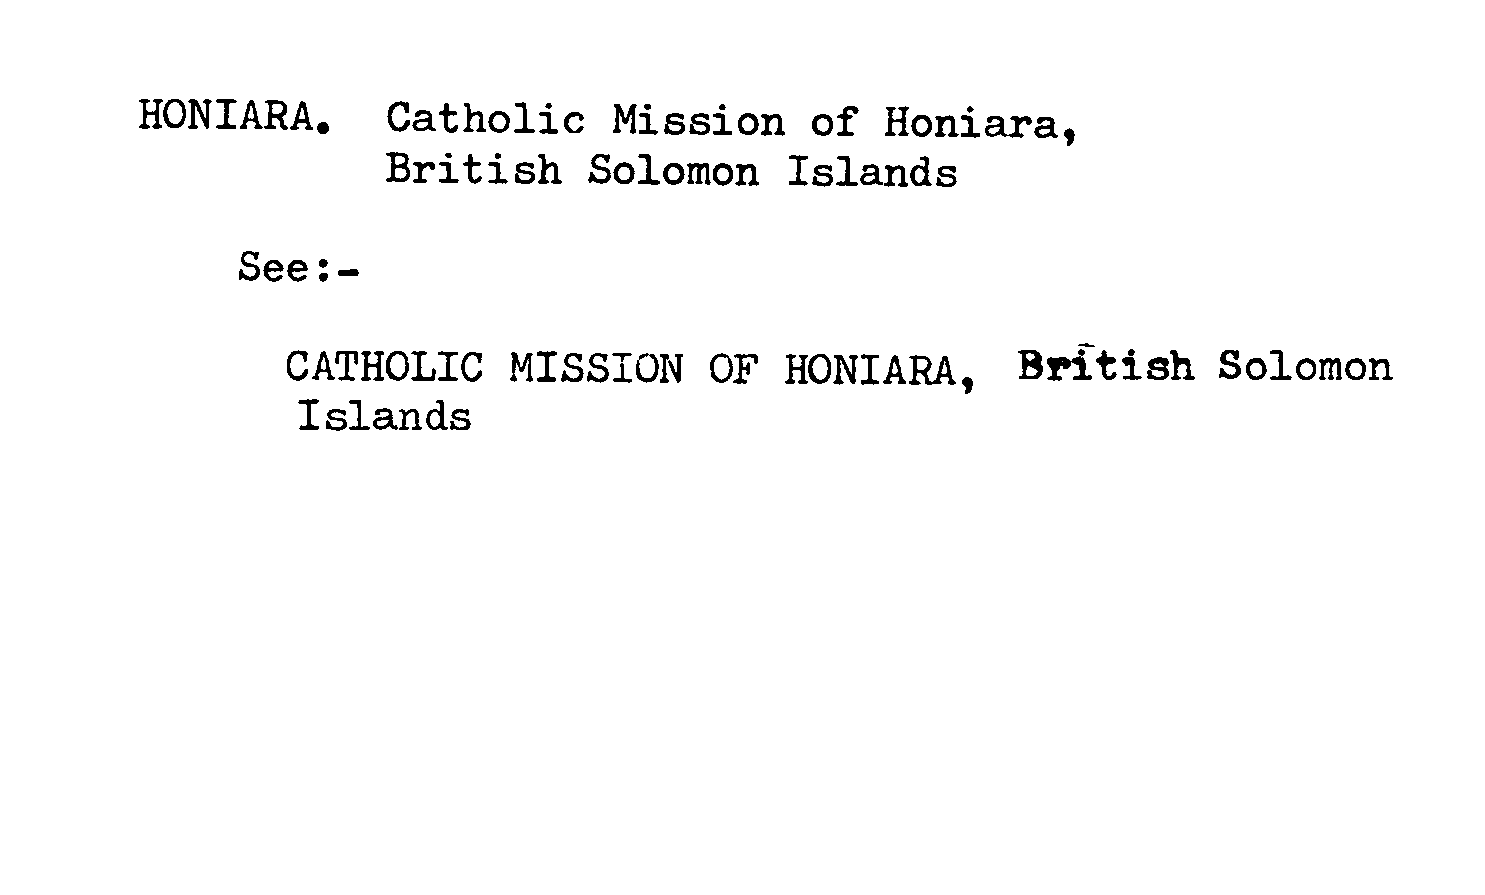 HONIARA. Catholic Mission of Honiara,
British Solomon Islands
See:-
CATHOLIC MISSION OF HONIARA, British Solomon
Islands